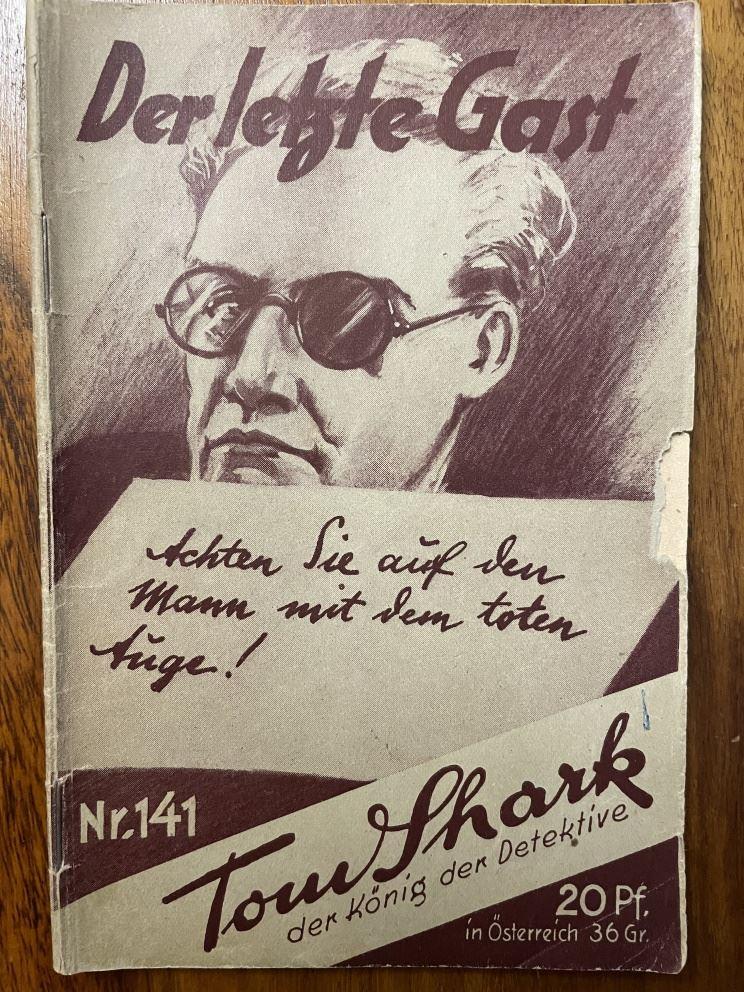 Der letzte Gast
Achten Sie auf den
Mann mit dem toten
Auge!
Nr.141
Tom Shark
der König der Detektive
20 Pf.
in Österreich 36 Gr.